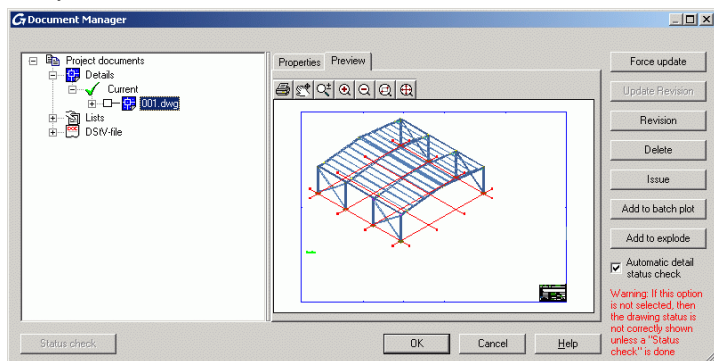 Document Manager
Project documents
Details
Current
001.dwg
Lists
DStV-file
Properties Preview
Force update
Update Revision
Revision
Delete
Issue
Add to batch plot
Add to explode
Automatic detail
status check
Warning: If this option
is not selected, then
the drawing status is
not correctly shown
unless a "Status
check" is done
Status check
OK Cancel Help